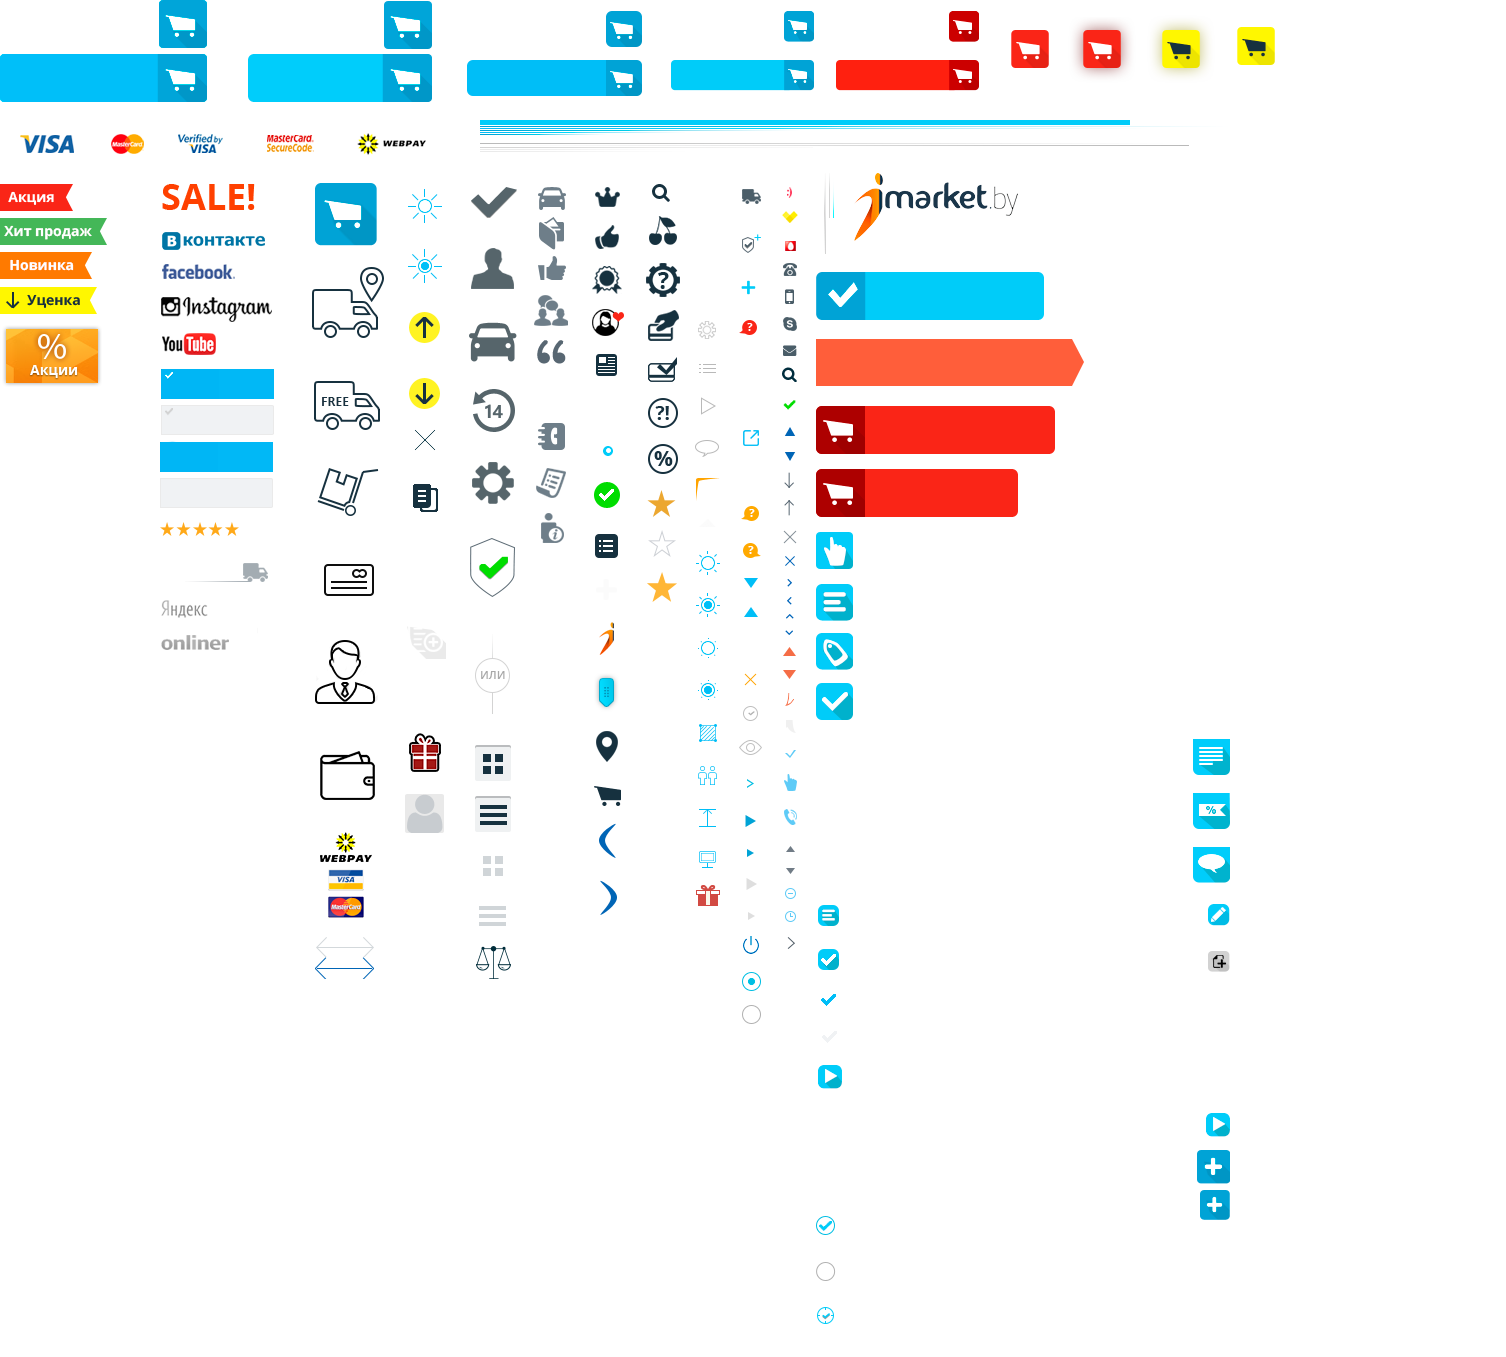 VISA
MasterCard
Verified by
VISA
MasterCard.
SecureCode.
WEBPAY
Акция
Хит продаж
Новинка
Уценка
%
Акции
SALE!
В контакте
facebook.
Instagram
YouTube
Яндекс
onliner
FREE
WEBPAY
VISA
MasterCard
14
ИЛИ
?
?!
%
jmarket.by
%